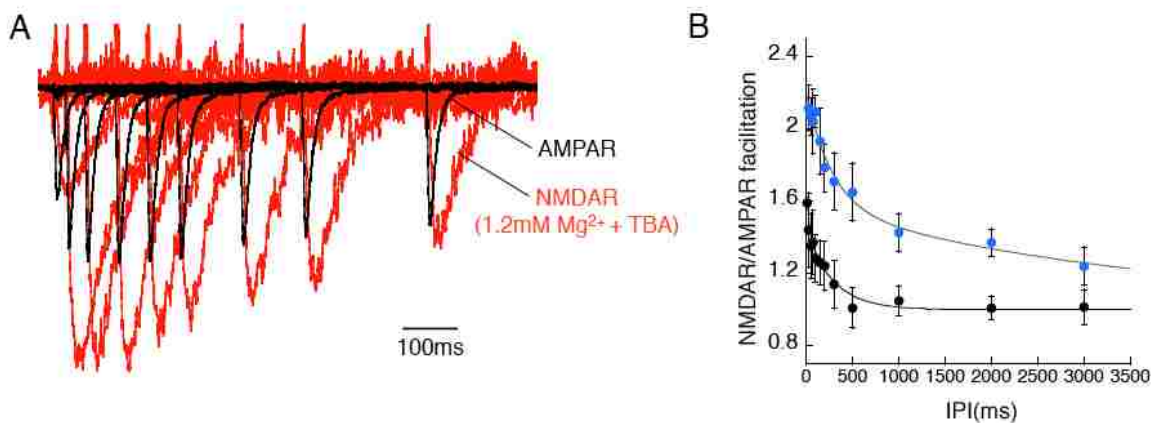 A
AMPAR
NMDAR
(1.2mM Mg²⁺ + TBA)
100ms
B
NMDAR/AMPAR facilitation
2.4
2
1.6
1.2
0.8
0 500 1000 1500 2000 2500 3000 3500
IPI(ms)